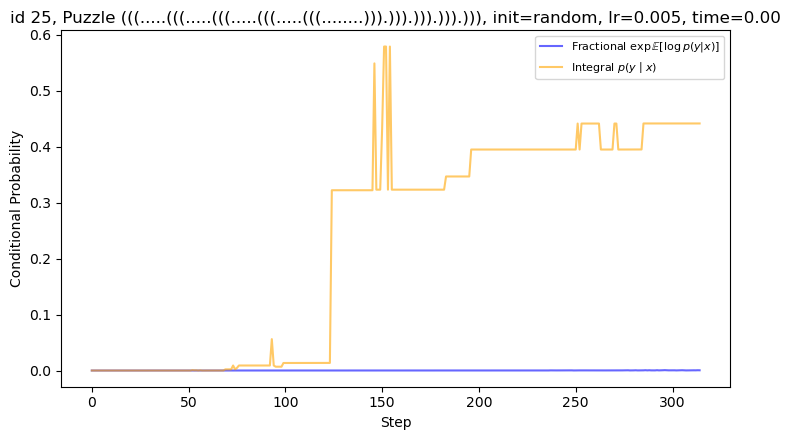 id 25, Puzzle (((.....(((.....(((.....(((.....(((........))).))).))).))).))), init=random, lr=0.005, time=0.00
0.6
Fractional exp𝔼[log p(y|x)]
Integral p(y | x)
0.5
0.4
0.3
0.2
0.1
0.0
Conditional Probability
0 50 100 150 200 250 300
Step